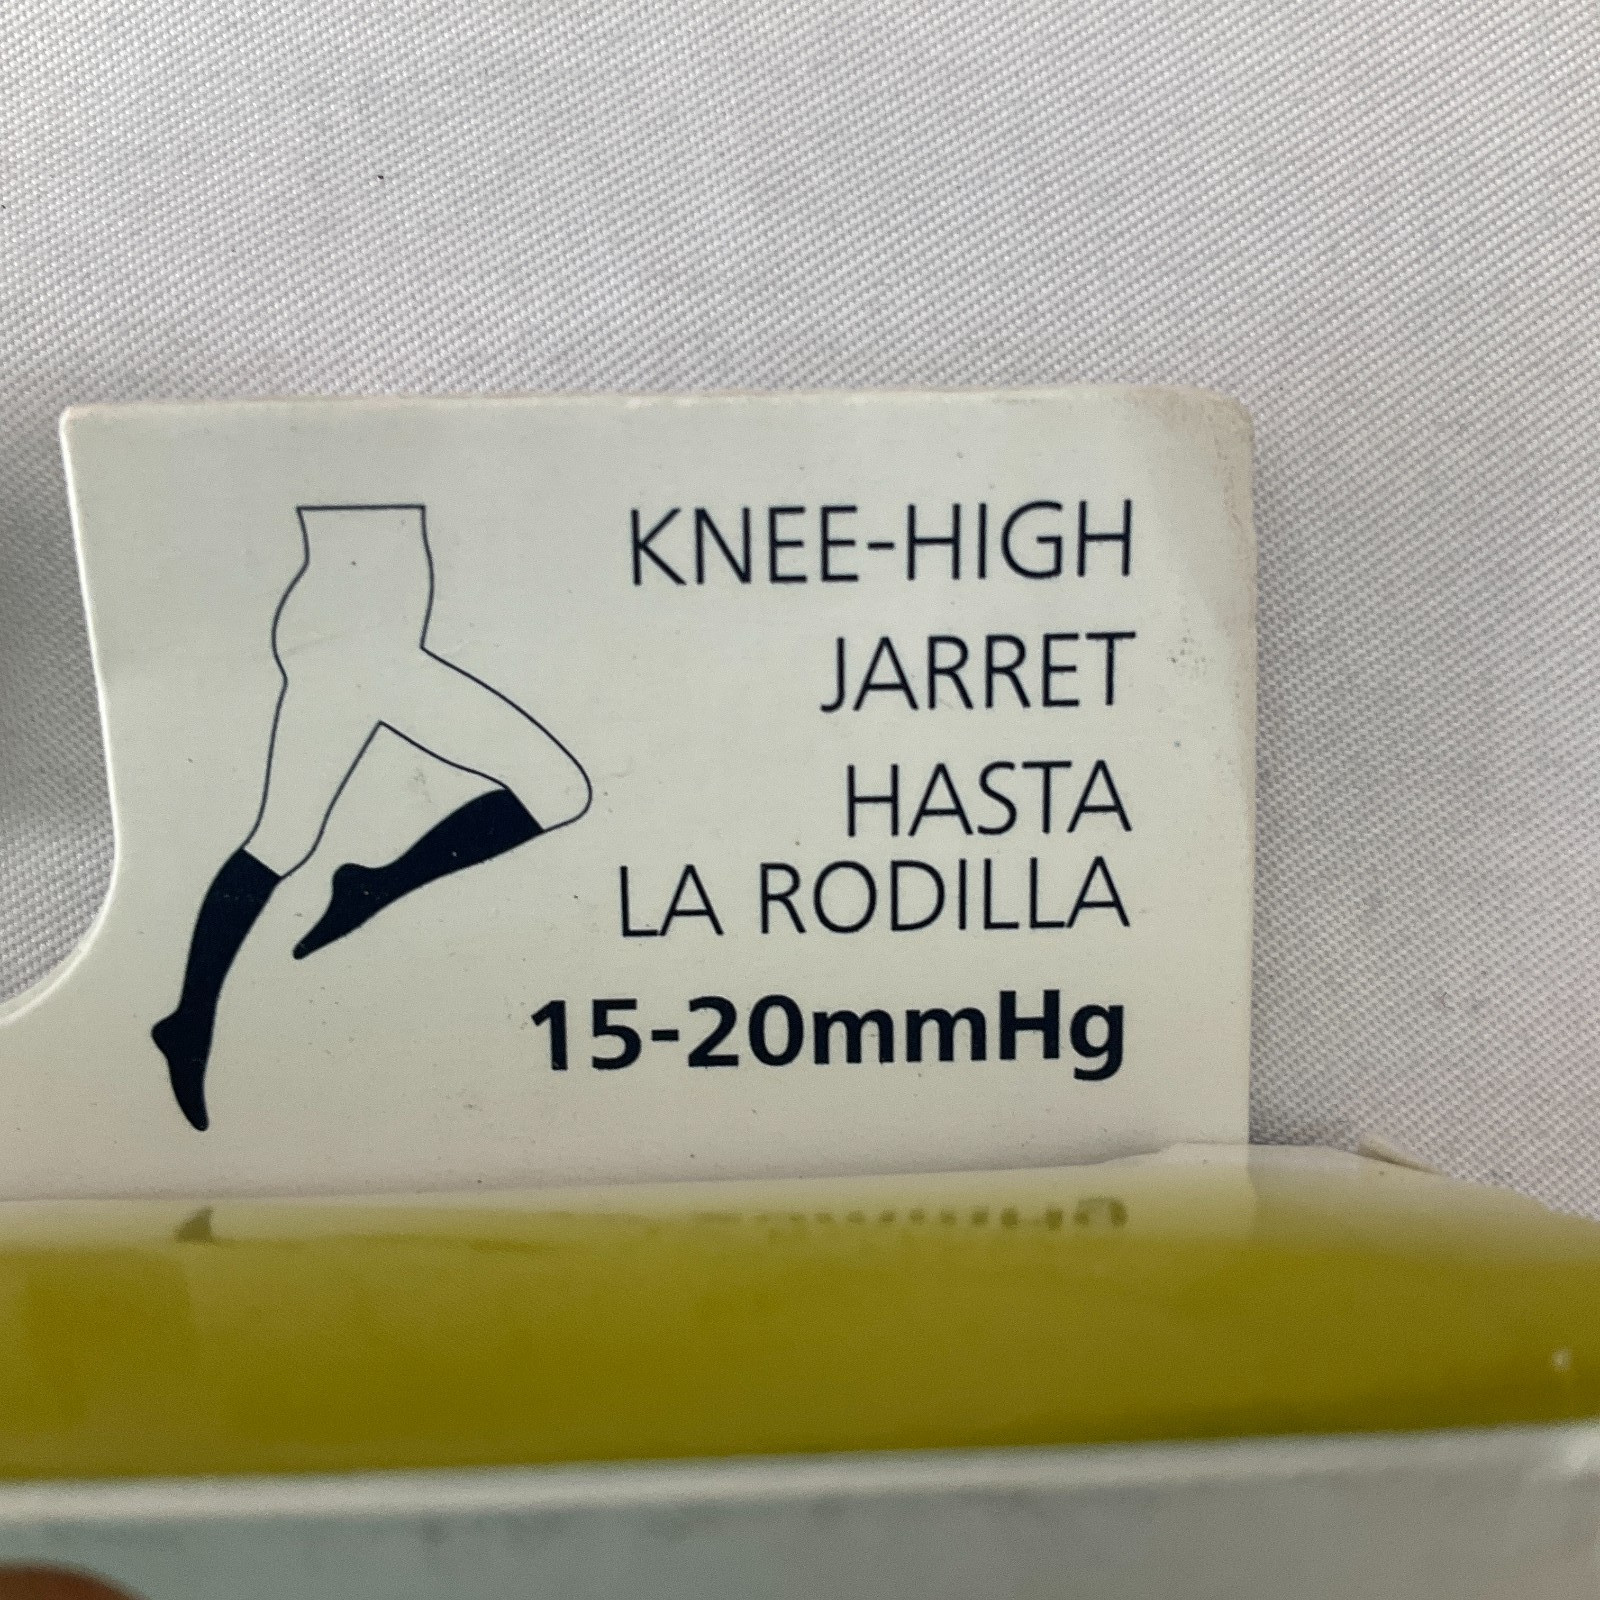 KNEE-HIGH
JARRET
HASTA
LA RODILLA
15-20mmHg